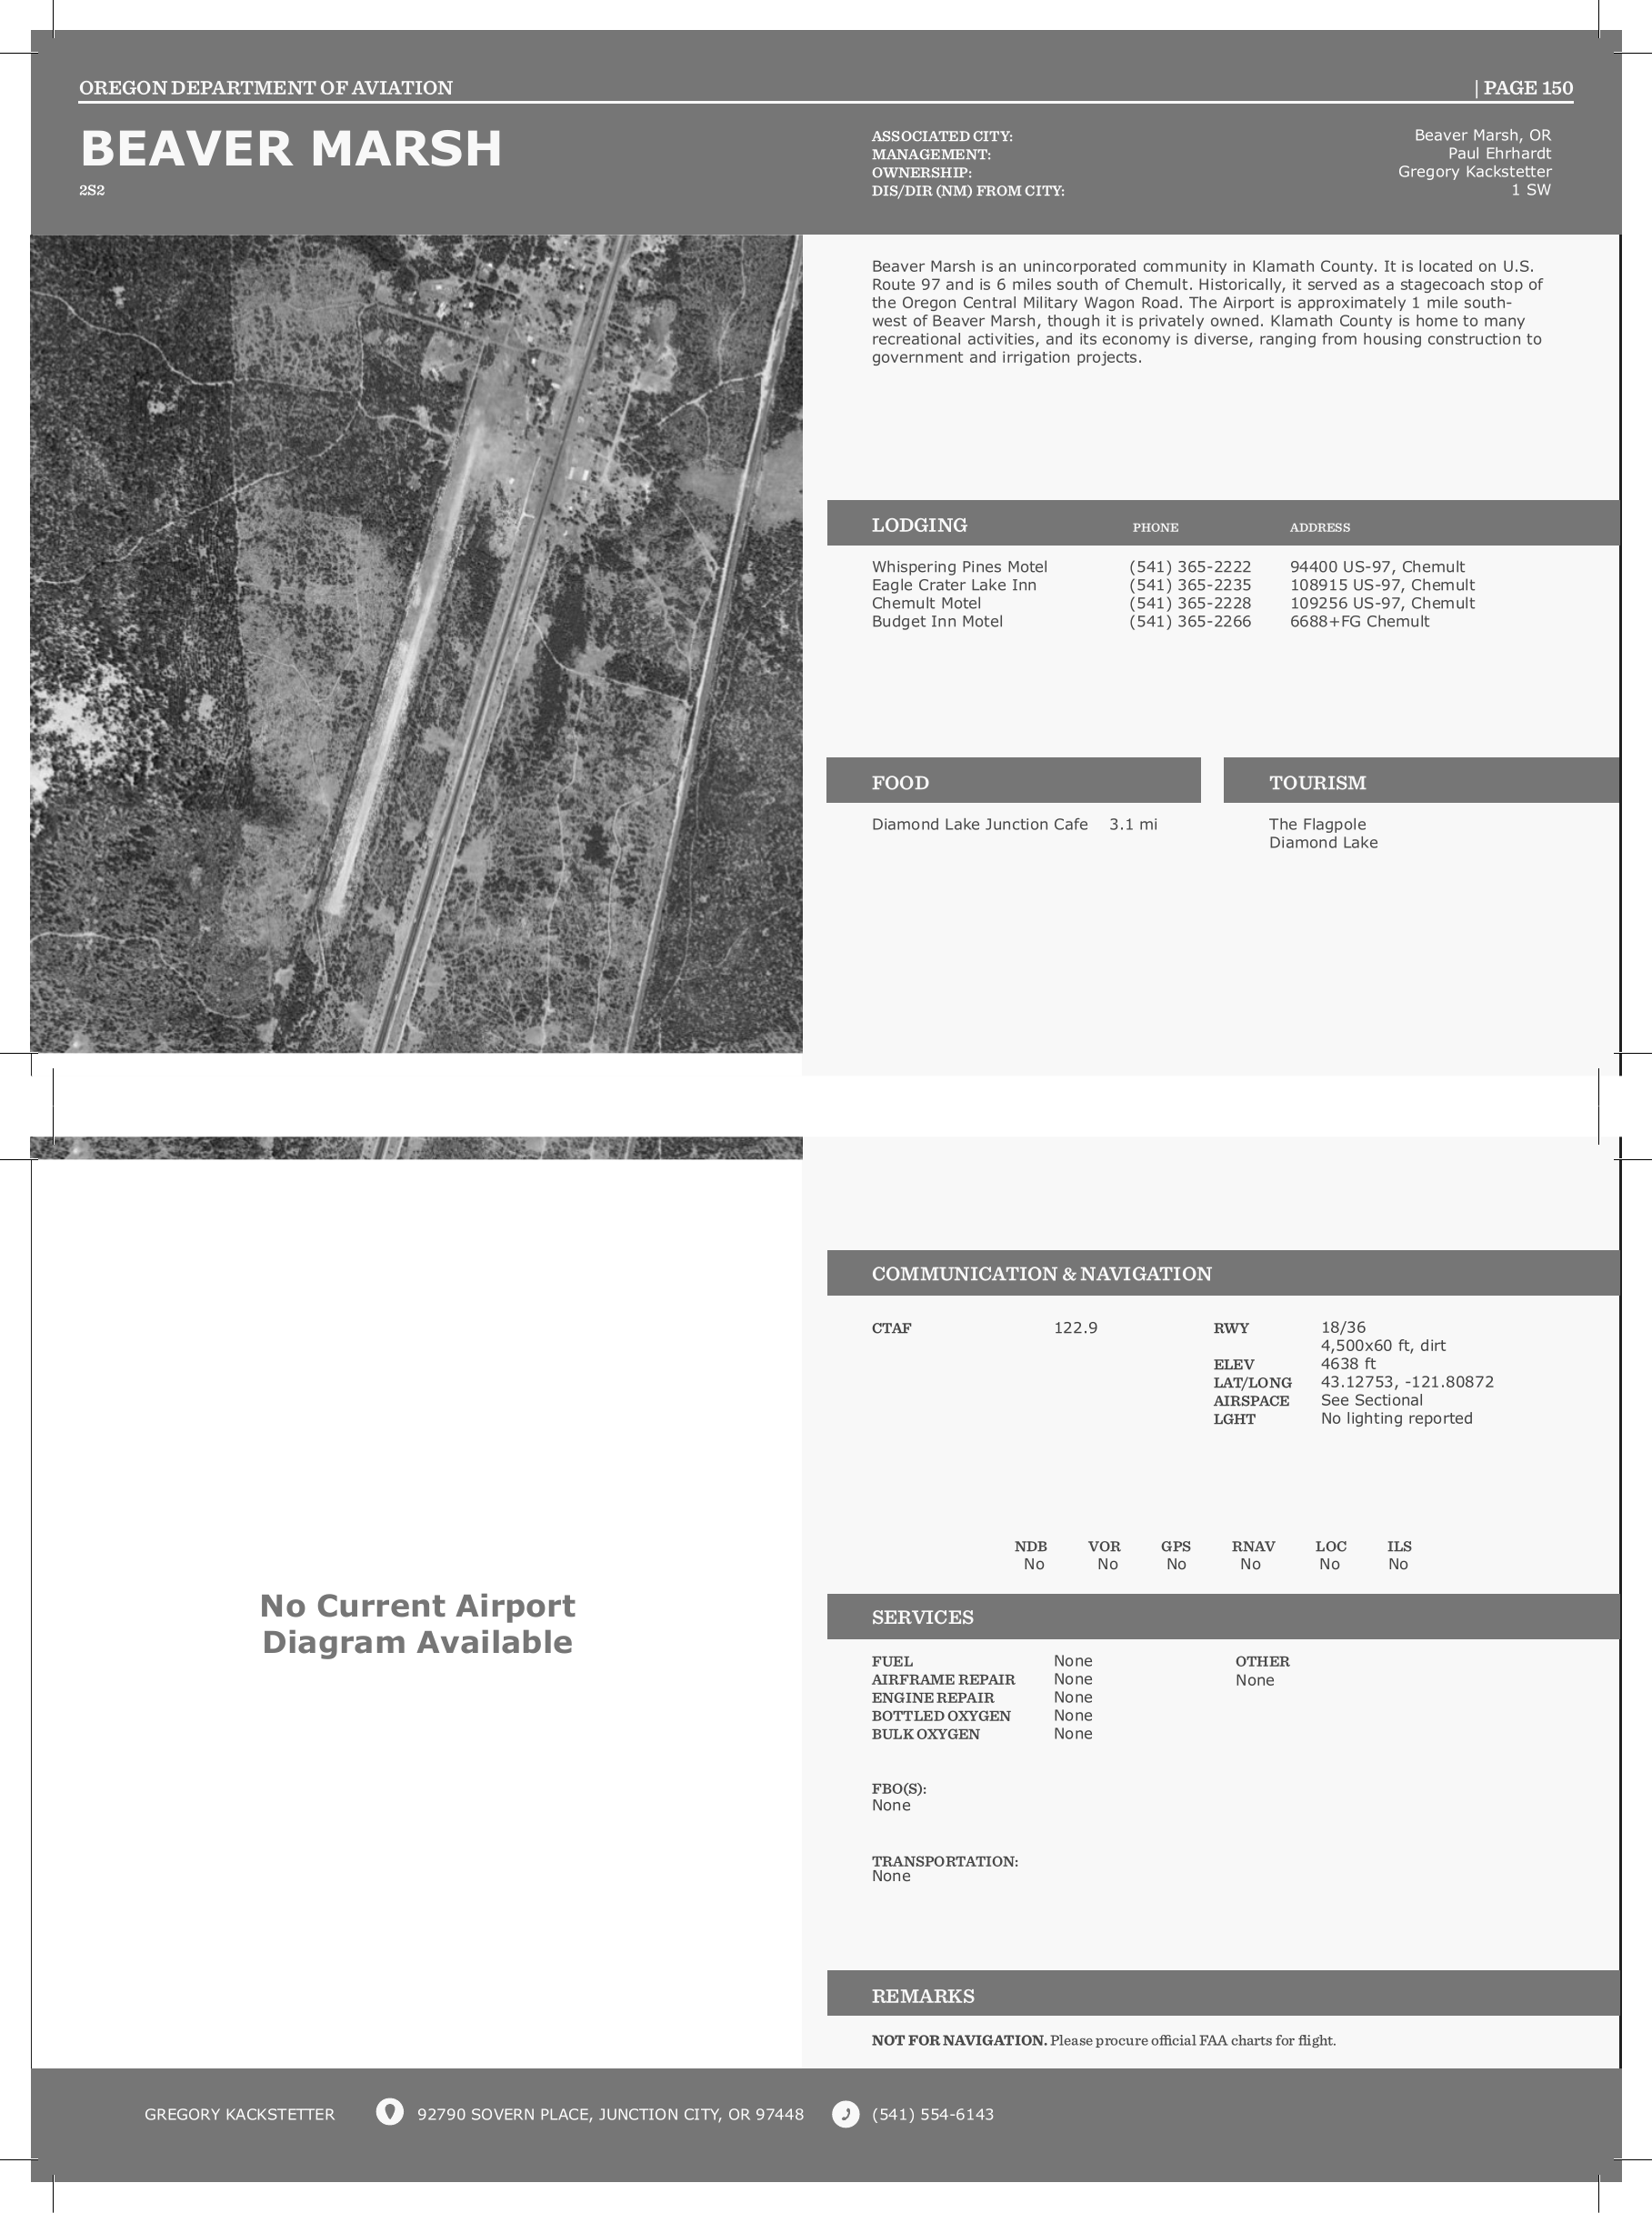 OREGON DEPARTMENT OF AVIATION | PAGE 150
BEAVER MARSH
2S2
ASSOCIATED CITY: Beaver Marsh, OR
MANAGEMENT: Paul Ehrhardt
OWNERSHIP: Gregory Kackstetter
DIS/DIR (NM) FROM CITY: 1 SW
Beaver Marsh is an unincorporated community in Klamath County. It is located on U.S.
Route 97 and is 6 miles south of Chemult. Historically, it served as a stagecoach stop of
the Oregon Central Military Wagon Road. The Airport is approximately 1 mile south-
west of Beaver Marsh, though it is privately owned. Klamath County is home to many
recreational activities, and its economy is diverse, ranging from housing construction to
government and irrigation projects.
LODGING PHONE ADDRESS
Whispering Pines Motel (541) 365-2222 94400 US-97, Chemult
Eagle Crater Lake Inn (541) 365-2235 108915 US-97, Chemult
Chemult Motel (541) 365-2228 109256 US-97, Chemult
Budget Inn Motel (541) 365-2266 6688+FG Chemult
FOOD
Diamond Lake Junction Cafe 3.1 mi
TOURISM
The Flagpole
Diamond Lake
No Current Airport
Diagram Available
COMMUNICATION & NAVIGATION
CTAF 122.9
RWY 18/36
4,500x60 ft, dirt
ELEV 4638 ft
LAT/LONG 43.12753, -121.80872
AIRSPACE See Sectional
LGHT No lighting reported
NDB VOR GPS RNAV LOC ILS
No No No No No No
SERVICES
FUEL None
AIRFRAME REPAIR None
ENGINE REPAIR None
BOTTLED OXYGEN None
BULK OXYGEN None
OTHER
None
FBO(S):
None
TRANSPORTATION:
None
REMARKS
NOT FOR NAVIGATION. Please procure official FAA charts for flight.
GREGORY KACKSTETTER 92790 SOVERN PLACE, JUNCTION CITY, OR 97448 (541) 554-6143